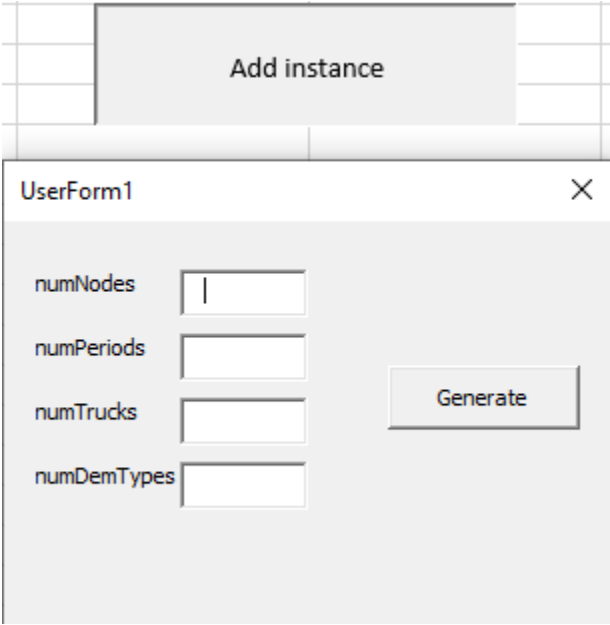 Add instance
UserForm1
numNodes
numPeriods
Generate
numTrucks
numDemTypes